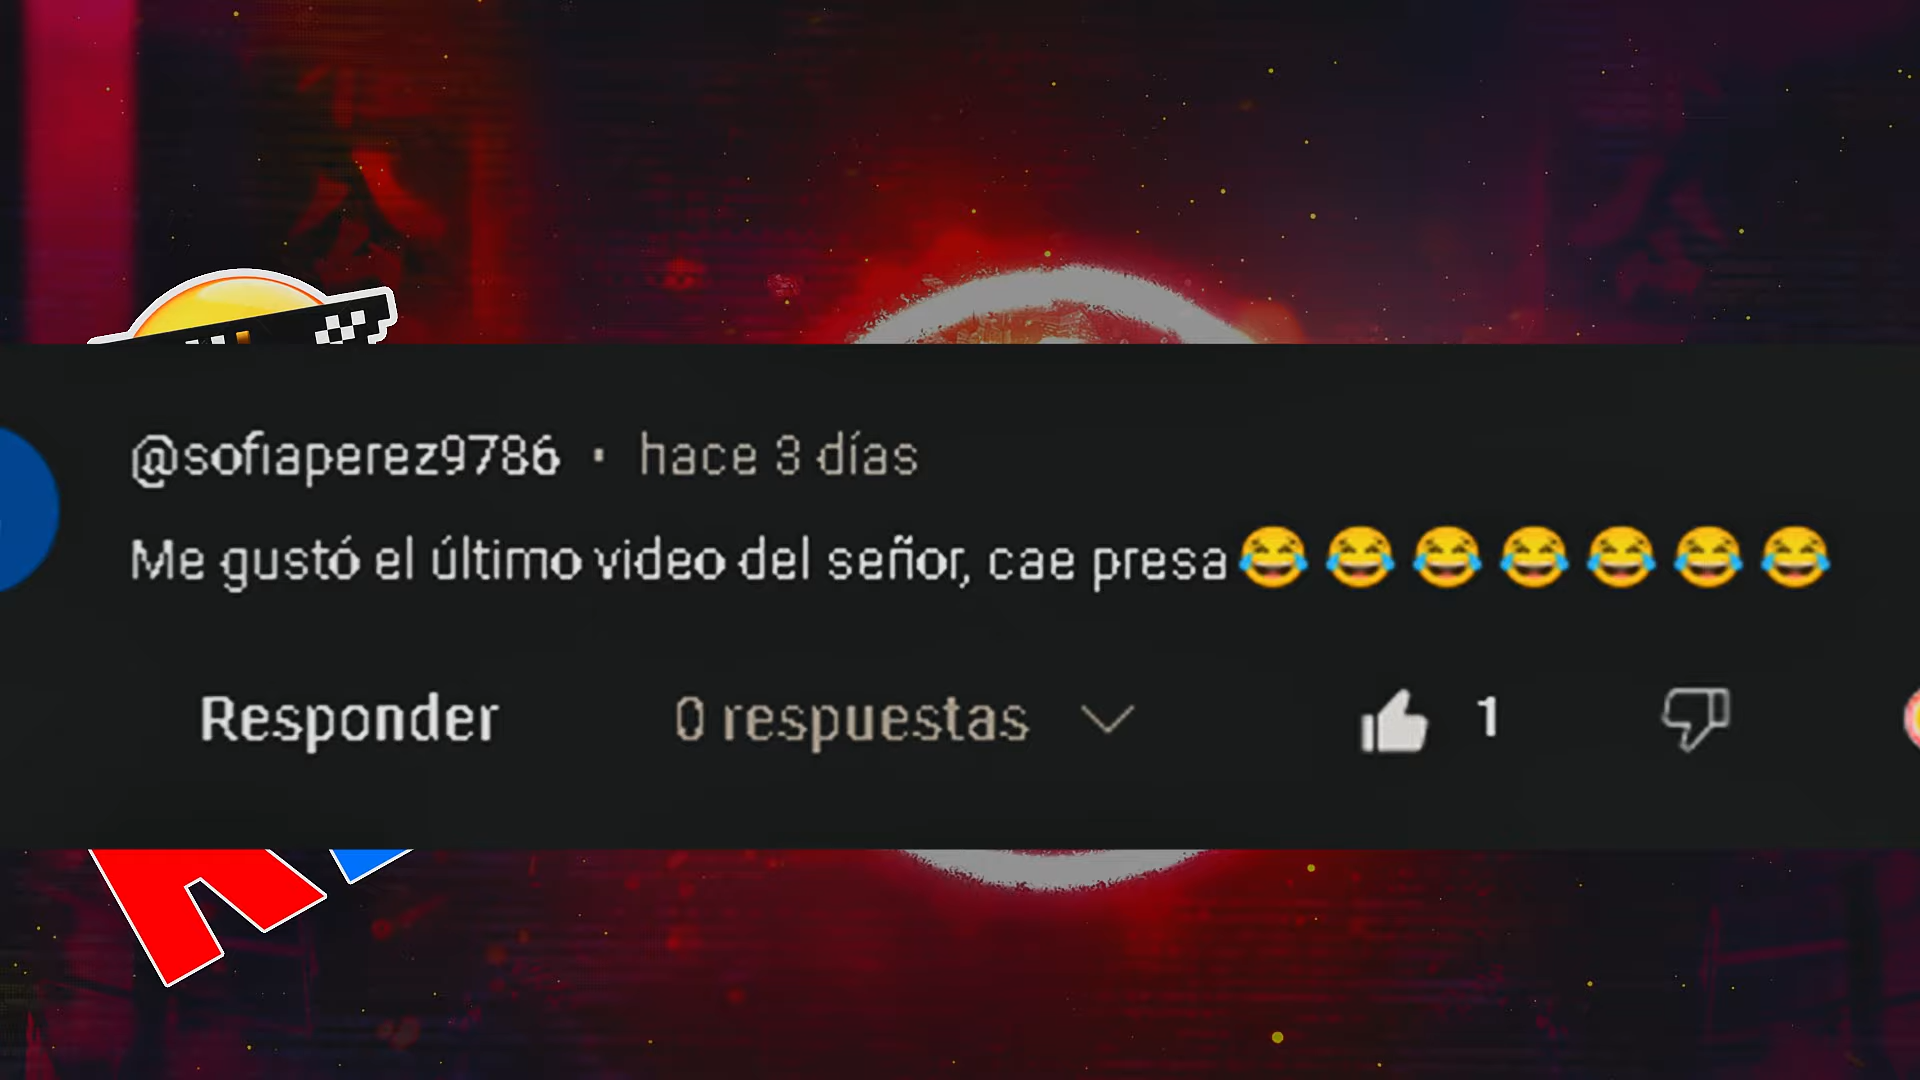 @sofiaperez9786 · hace 3 días
Me gustó el último video del señor, cae presa😂😂😂😂😂😂😂
Responder 0 respuestas 1